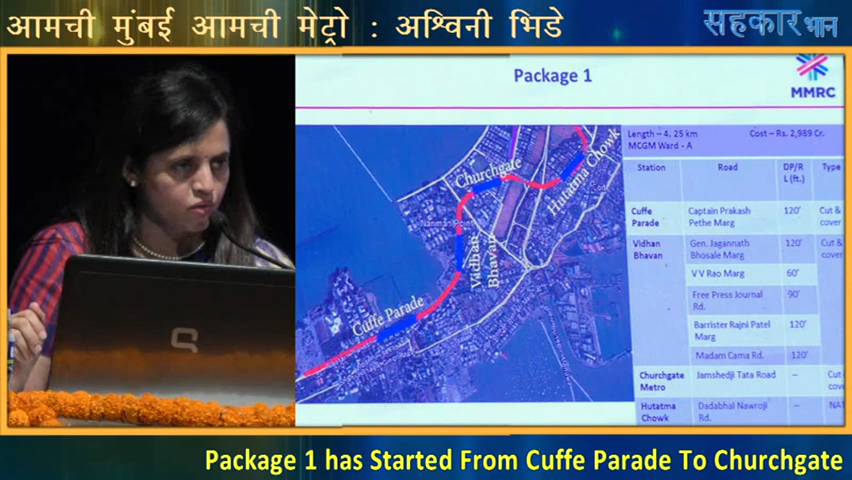 आमची मुंबई आमची मेट्रो : अश्विनी भिडे
सहकार भान
Package 1
MMRC
Churchgate
Hutatma Chowk
Nariman Point
Vidhan
Bhavan
Cuffe Parade
Length – 4. 25 km Cost – Rs. 2,989 Cr.
MCGM Ward - A
Station Road DP/R L (ft.) Type
Cuffe Parade Captain Prakash Pethe Marg 120' Cut & cover
Vidhan Bhavan Gen. Jagannath Bhosale Marg 120' Cut & cover
V V Rao Marg 60'
Free Press Journal Rd. 90'
Barrister Rajni Patel Marg 120'
Madam Cama Rd. 120'
Churchgate Metro Jamshedji Tata Road – Cut cove
Hutatma Chowk Dadabhai Nawroji Rd. – NAT
Package 1 has Started From Cuffe Parade To Churchgate